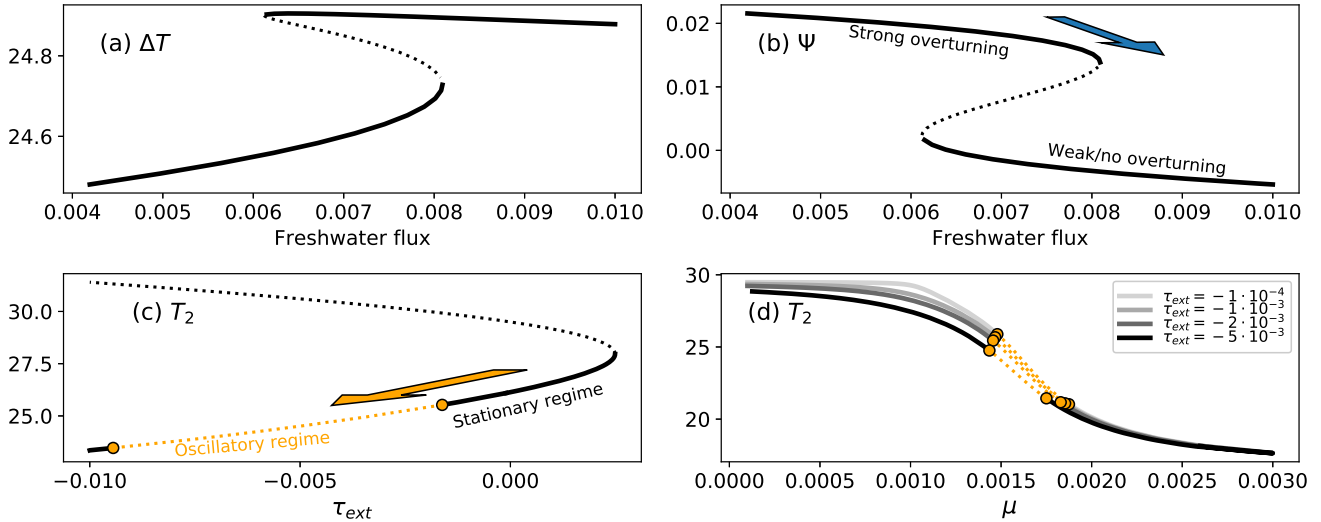 (a) ΔT
24.8
24.6
0.004 0.005 0.006 0.007 0.008 0.009 0.010
Freshwater flux
(b) Ψ
0.02
0.01
0.00
Strong overturning
Weak/no overturning
0.004 0.005 0.006 0.007 0.008 0.009 0.010
Freshwater flux
(c) T₂
30.0
27.5
25.0
Stationary regime
Oscillatory regime
−0.010 −0.005 0.000
τₑₓₜ
(d) T₂
30
25
20
τₑₓₜ = −1 · 10⁻⁴
τₑₓₜ = −1 · 10⁻³
τₑₓₜ = −2 · 10⁻³
τₑₓₜ = −5 · 10⁻³
0.0000 0.0005 0.0010 0.0015 0.0020 0.0025 0.0030
μ